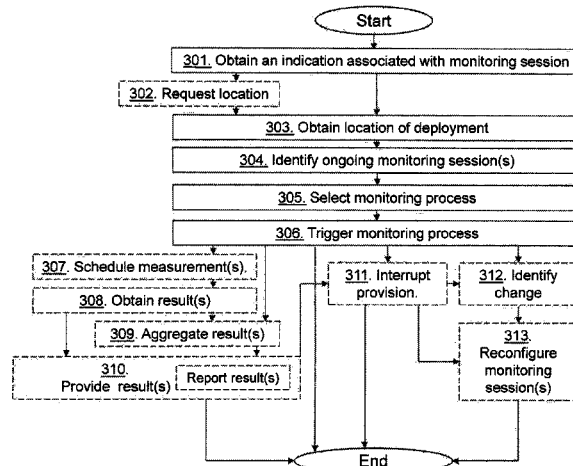 Start
301. Obtain an indication associated with monitoring session
302. Request location
303. Obtain location of deployment
304. Identify ongoing monitoring session(s)
305. Select monitoring process
306. Trigger monitoring process
307. Schedule measurement(s).
308. Obtain result(s)
309. Aggregate result(s)
310.
Provide result(s)
Report result(s)
311. Interrupt
provision.
312. Identify
change
313.
Reconfigure
monitoring
session(s)
End